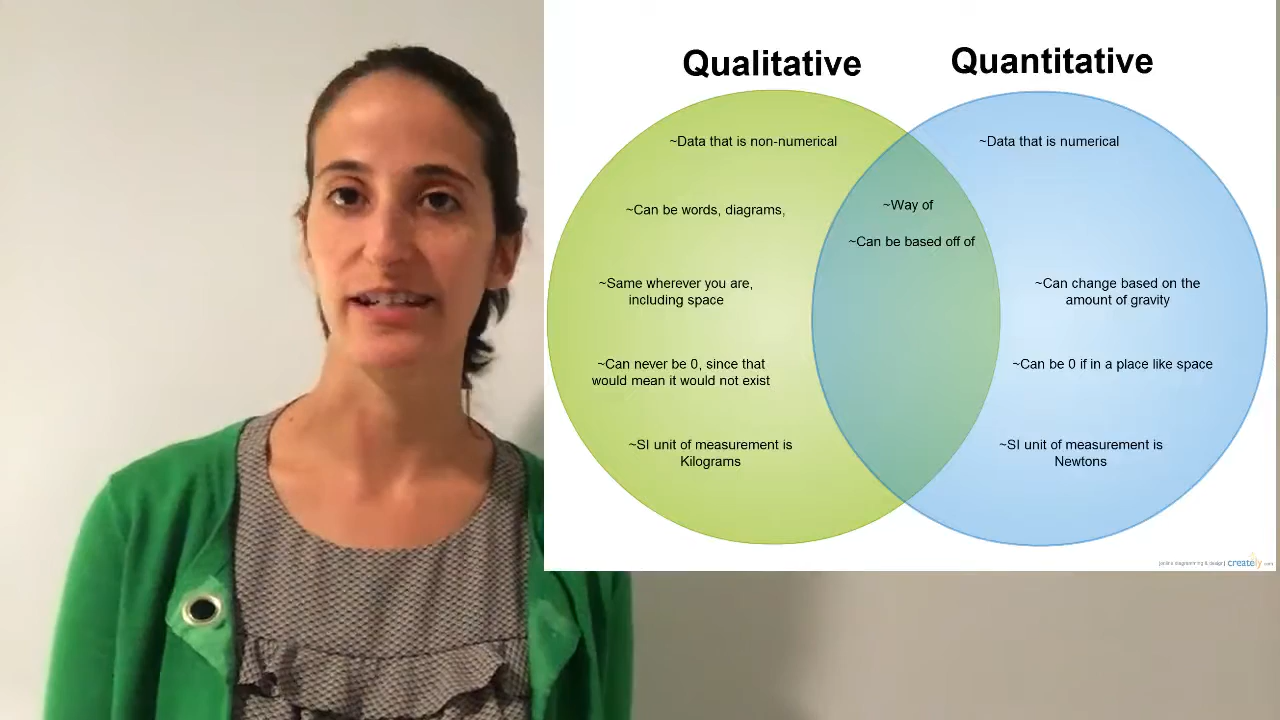 Qualitative
Quantitative
~Data that is non-numerical
~Data that is numerical
~Way of
~Can be words, diagrams,
~Can be based off of
~Same wherever you are,
including space
~Can change based on the
amount of gravity
~Can never be 0, since that
would mean it would not exist
~Can be 0 if in a place like space
~SI unit of measurement is
Kilograms
~SI unit of measurement is
Newtons
creately.com